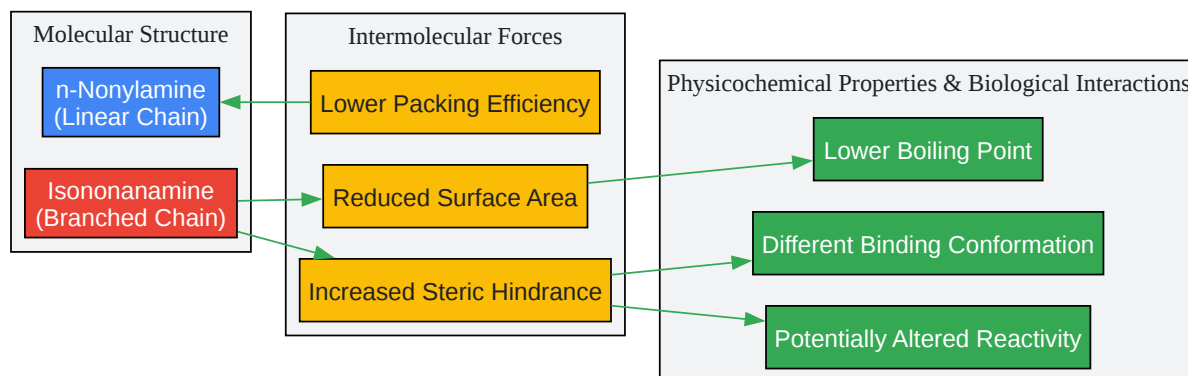 Molecular Structure
n-Nonylamine
(Linear Chain)
Isononanamine
(Branched Chain)
Intermolecular Forces
Lower Packing Efficiency
Reduced Surface Area
Increased Steric Hindrance
Physicochemical Properties & Biological Interactions
Lower Boiling Point
Different Binding Conformation
Potentially Altered Reactivity